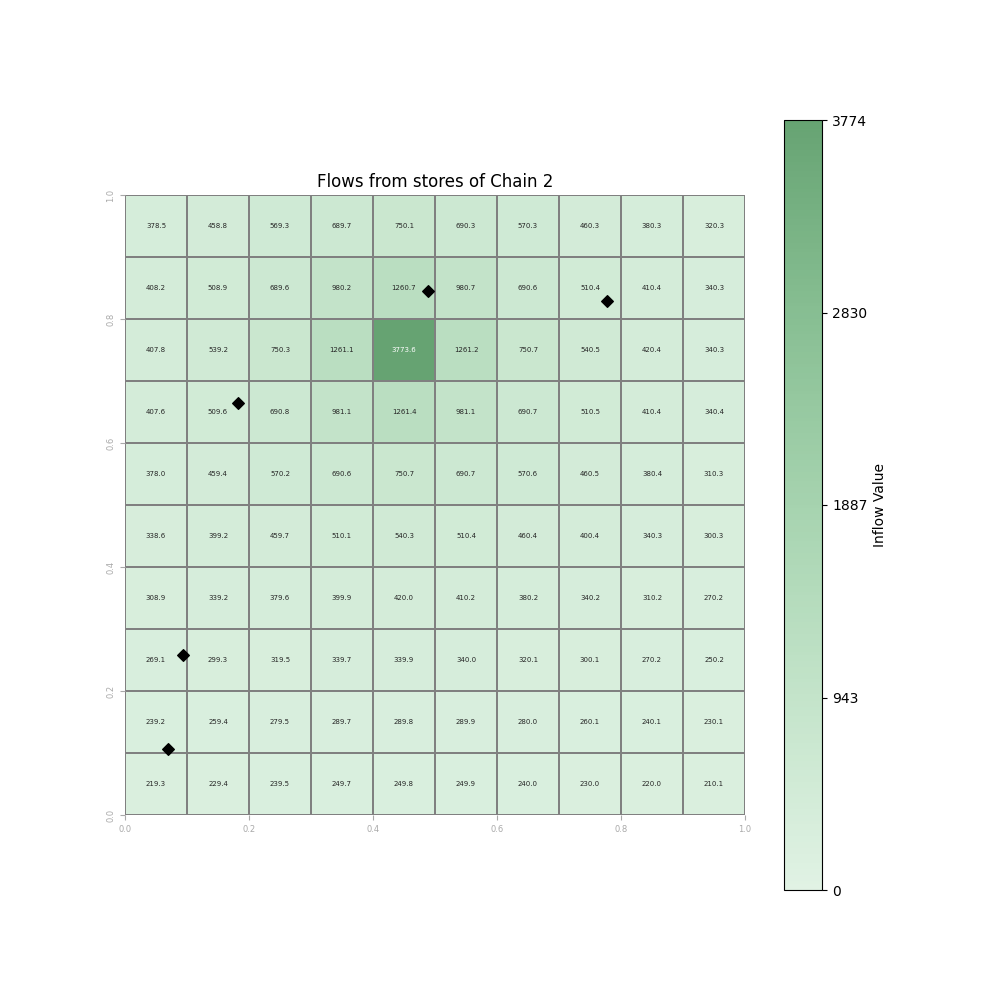 Flows from stores of Chain 2
3774
2830
1887
943
0
Inflow Value
1.0
0.8
0.6
0.4
0.2
0.0
378.5 458.8 569.3 689.7 750.1 690.3 570.3 460.3 380.3 320.3
408.2 508.9 689.6 980.2 1260.7 980.7 690.6 510.4 410.4 340.3
407.8 539.2 750.3 1261.1 3773.6 1261.2 750.7 540.5 420.4 340.3
407.6 509.6 690.8 981.1 1261.4 981.1 690.7 510.5 410.4 340.4
378.0 459.4 570.2 690.6 750.7 690.7 570.6 460.5 380.4 310.3
338.6 399.2 459.7 510.1 540.3 510.4 460.4 400.4 340.3 300.3
308.9 339.2 379.6 399.9 420.0 410.2 380.2 340.2 310.2 270.2
269.1 299.3 319.5 339.7 339.9 340.0 320.1 300.1 270.2 250.2
239.2 259.4 279.5 289.7 289.8 289.9 280.0 260.1 240.1 230.1
219.3 229.4 239.5 249.7 249.8 249.9 240.0 230.0 220.0 210.1
0.0 0.2 0.4 0.6 0.8 1.0